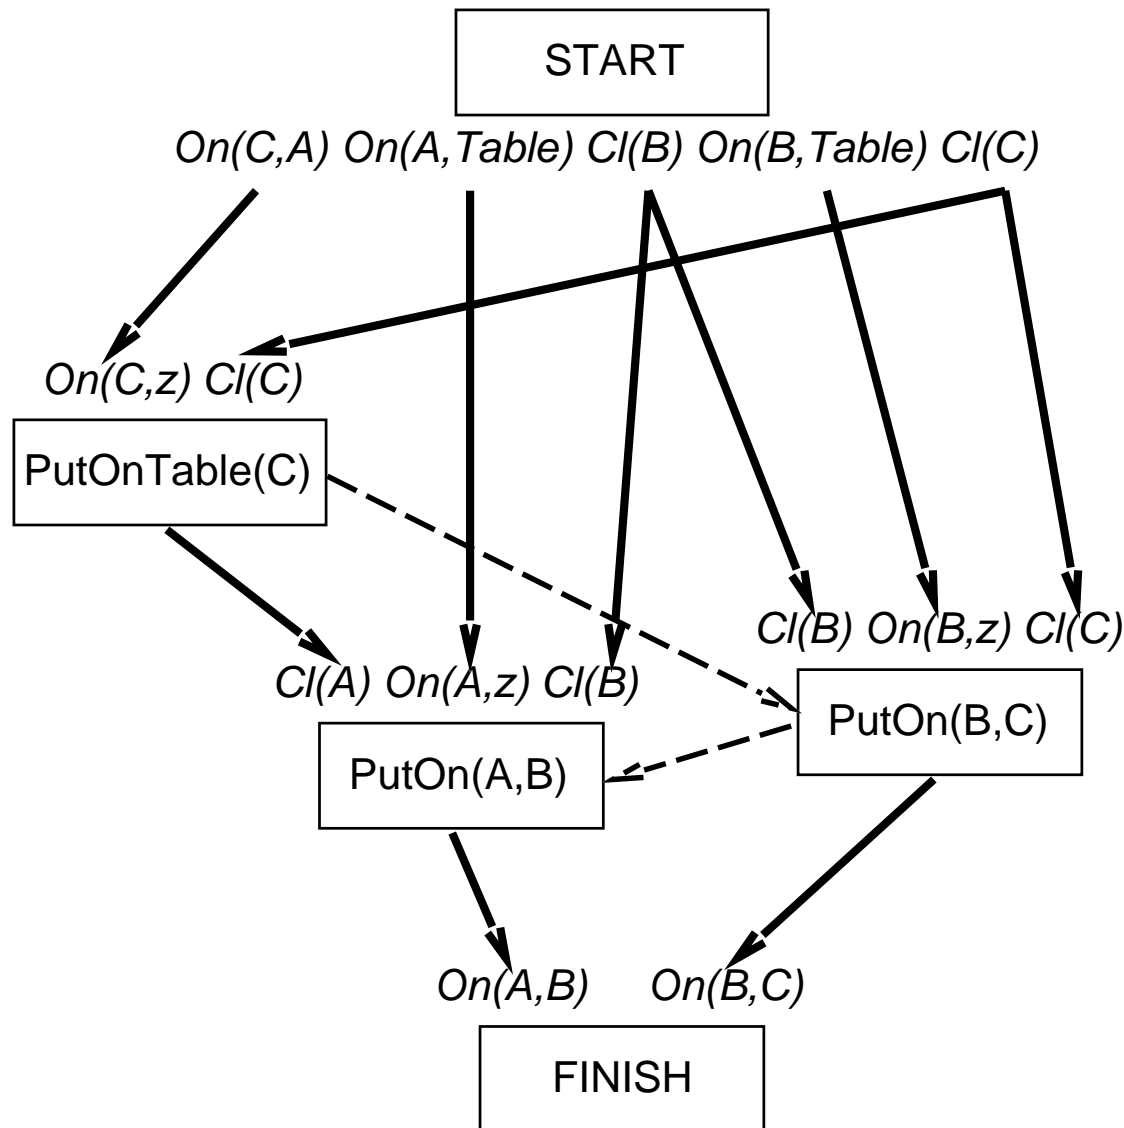 START
On(C,A) On(A,Table) Cl(B) On(B,Table) Cl(C)
On(C,z) Cl(C)
PutOnTable(C)
Cl(B) On(B,z) Cl(C)
Cl(A) On(A,z) Cl(B)
PutOn(B,C)
PutOn(A,B)
On(A,B) On(B,C)
FINISH